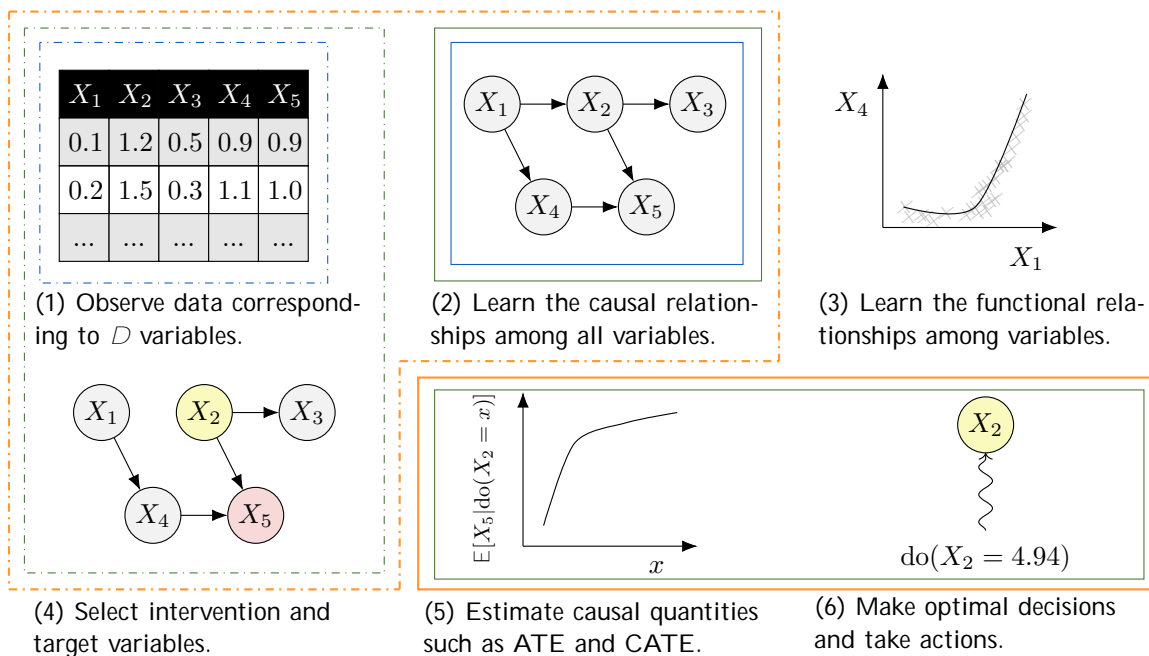 X₁ X₂ X₃ X₄ X₅
0.1 1.2 0.5 0.9 0.9
0.2 1.5 0.3 1.1 1.0
... ... ... ... ...
(1) Observe data correspond-
ing to D variables.
X₁ X₂ X₃
X₄ X₅
(2) Learn the causal relation-
ships among all variables.
X₄
X₁
(3) Learn the functional rela-
tionships among variables.
X₁ X₂ X₃
X₄ X₅
(4) Select intervention and
target variables.
𝔼[X₅|do(X₂ = x)]
x
(5) Estimate causal quantities
such as ATE and CATE.
X₂
do(X₂ = 4.94)
(6) Make optimal decisions
and take actions.